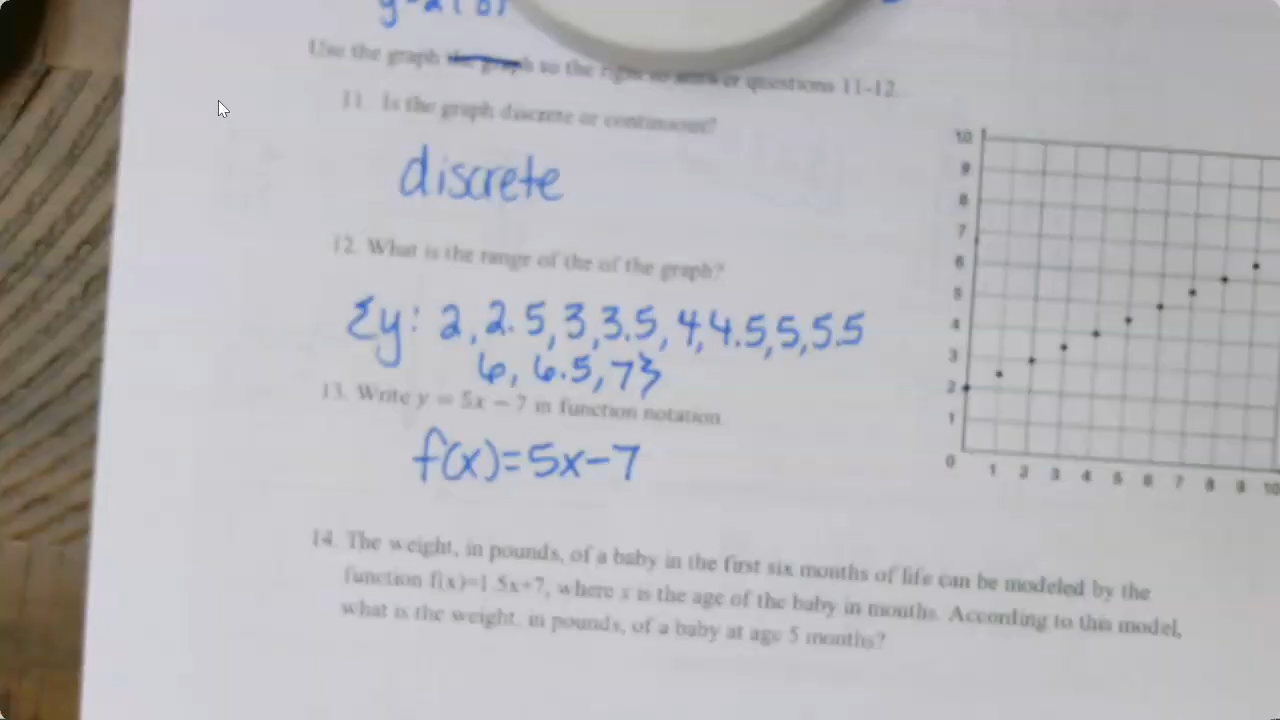 Use the graph the graph so the right to answer questions 11-12.
11. Is the graph discrete or continuous?
discrete
12. What is the range of the of the graph?
{y: 2, 2.5, 3, 3.5, 4, 4.5, 5, 5.5
6, 6.5, 7}
13. Write y = 5x − 7 in function notation
f(x)=5x−7
14. The weight, in pounds, of a baby in the first six months of life can be modeled by the
function f(x)=1.5x+7, where x is the age of the baby in months. According to this model,
what is the weight, in pounds, of a baby at age 5 months?
10
9
8
7
6
5
4
3
2
1
0 1 2 3 4 5 6 7 8 9 10